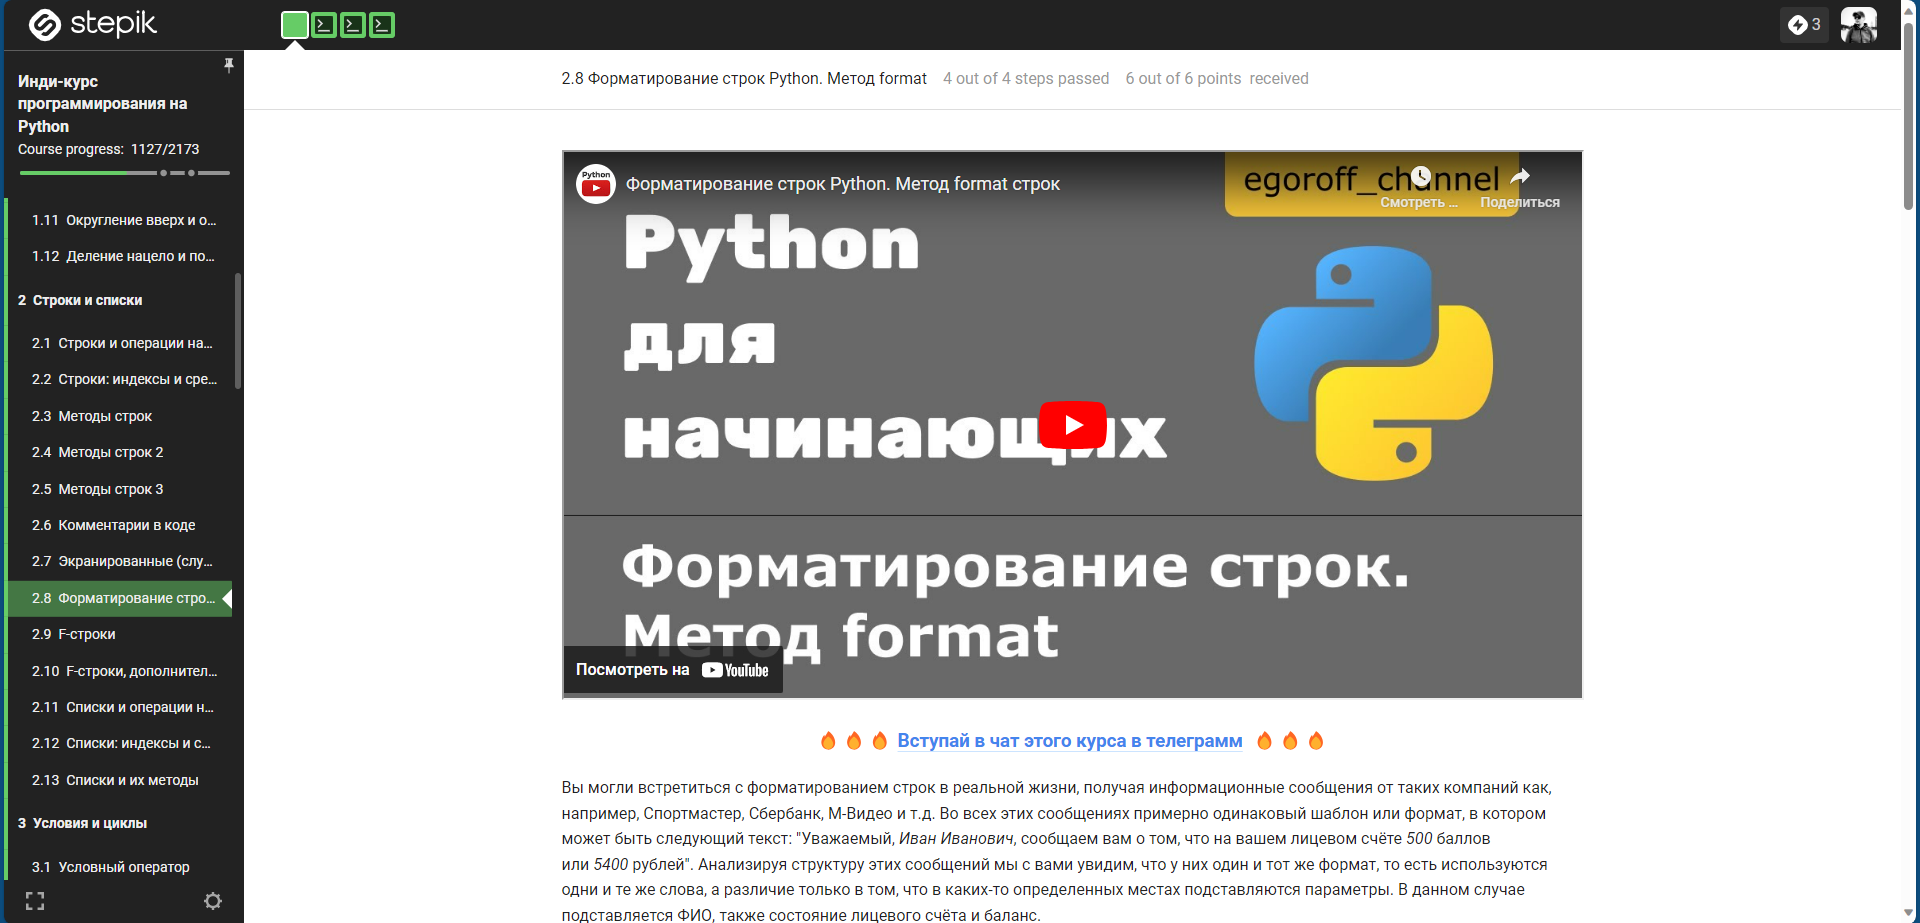 stepik
3
Инди-курс
программирования на
Python
Course progress: 1127/2173
1.11 Округление вверх и о...
1.12 Деление нацело и по...
2 Строки и списки
2.1 Строки и операции на...
2.2 Строки: индексы и сре...
2.3 Методы строк
2.4 Методы строк 2
2.5 Методы строк 3
2.6 Комментарии в коде
2.7 Экранированные (слу...
2.8 Форматирование стро...
2.9 F-строки
2.10 F-строки, дополнител...
2.11 Списки и операции н...
2.12 Списки: индексы и с...
2.13 Списки и их методы
3 Условия и циклы
3.1 Условный оператор
2.8 Форматирование строк Python. Метод format 4 out of 4 steps passed 6 out of 6 points received
Python
Форматирование строк Python. Метод format строк
egoroff_channel
Смотреть ...
Поделиться
Python
для
начинающих
Форматирование строк.
Метод format
Посмотреть на YouTube
Вступай в чат этого курса в телеграмм
Вы могли встретиться с форматированием строк в реальной жизни, получая информационные сообщения от таких компаний как,
например, Спортмастер, Сбербанк, М-Видео и т.д. Во всех этих сообщениях примерно одинаковый шаблон или формат, в котором
может быть следующий текст: "Уважаемый, Иван Иванович, сообщаем вам о том, что на вашем лицевом счёте 500 баллов
или 5400 рублей". Анализируя структуру этих сообщений мы с вами увидим, что у них один и тот же формат, то есть используются
одни и те же слова, а различие только в том, что в каких-то определенных местах подставляются параметры. В данном случае
подставляется ФИО, также состояние лицевого счёта и баланс.